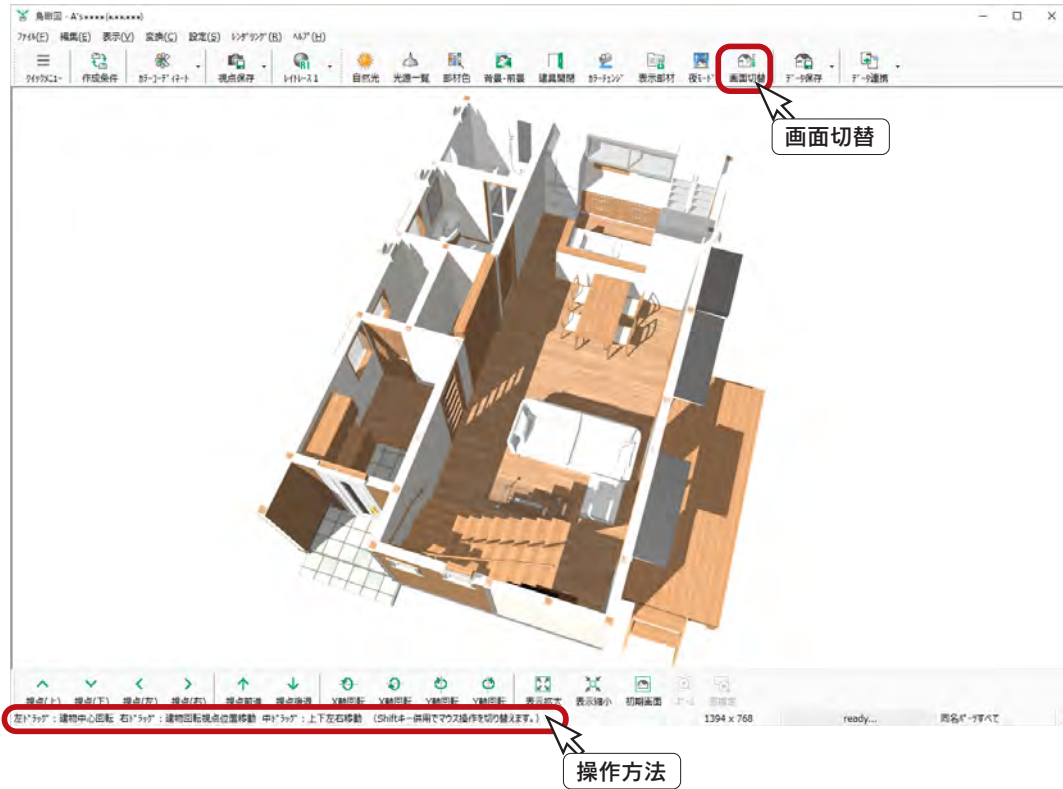 鳥瞰図 - A's∗∗∗∗(∗.∗∗.∗∗∗)
ファイル(F) 編集(E) 表示(V) 変換(C) 設定(S) レンダリング(R) ヘルプ(H)
クイックメニュー 作成条件 カラーコーディネート 視点保存 レイトレース1 自然光 光源一覧 部材色 背景・前景 建具開閉 カラーチェンジ 表示部材 夜モード 画面切替 データ保存 データ連携
画面切替
視点(上) 視点(下) 視点(左) 視点(右) 視点前進 視点後退 X軸回転 X軸回転 Y軸回転 Y軸回転 表示拡大 表示縮小 初期画面
左ドラッグ：建物中心回転 右ドラッグ：建物回転視点位置移動 中ドラッグ：上下左右移動 （Shiftキー併用でマウス操作を切り替えます。） 1394 x 768 ready... 同名パーツすべて
操作方法